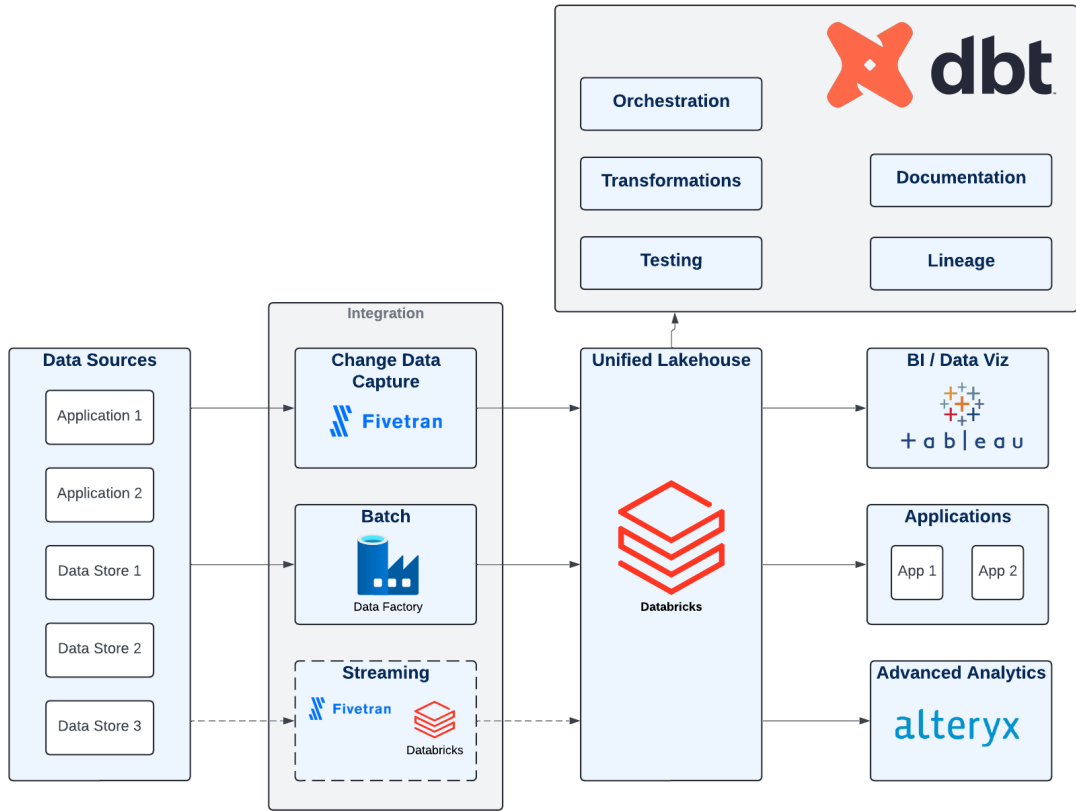 dbt
Orchestration
Transformations
Documentation
Testing
Lineage
Integration
Data Sources
Application 1
Application 2
Data Store 1
Data Store 2
Data Store 3
Change Data
Capture
Fivetran
Batch
Data Factory
Streaming
Fivetran
Databricks
Unified Lakehouse
Databricks
BI / Data Viz
+ableau
Applications
App 1
App 2
Advanced Analytics
alteryx